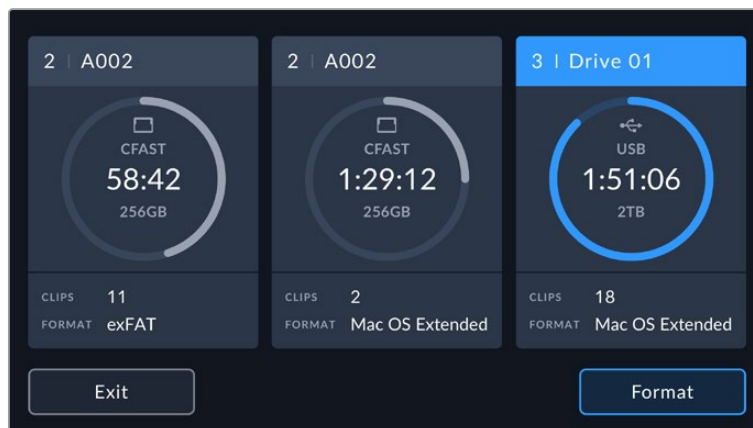 2 | A002
CFAST
58:42
256GB
CLIPS 11
FORMAT exFAT
2 | A002
CFAST
1:29:12
256GB
CLIPS 2
FORMAT Mac OS Extended
3 | Drive 01
USB
1:51:06
2TB
CLIPS 18
FORMAT Mac OS Extended
Exit
Format